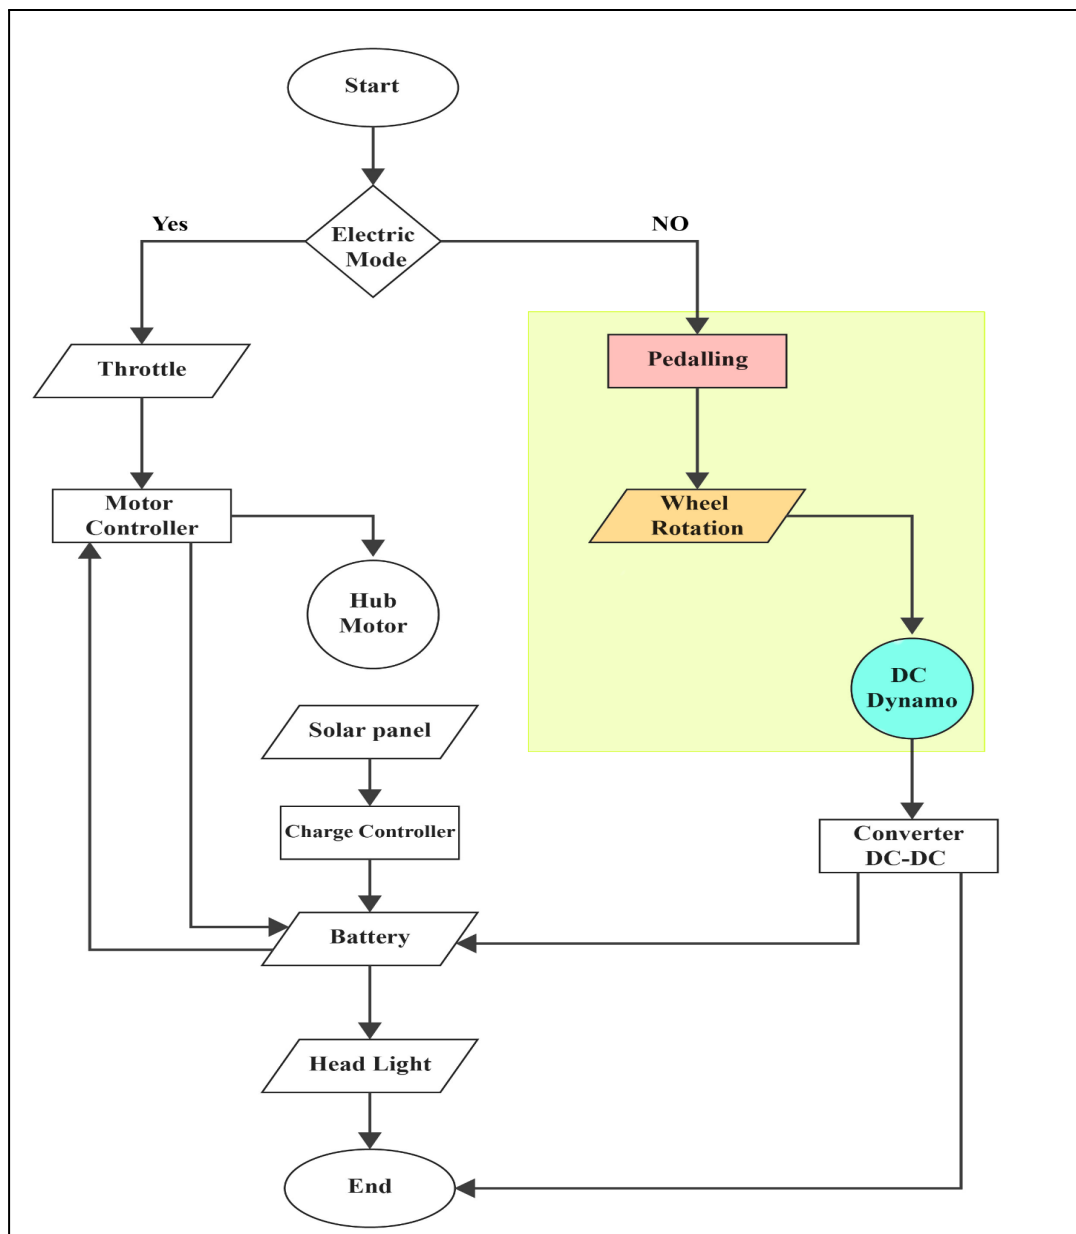 Start
Yes
NO
Electric
Mode
Throttle
Pedalling
Motor
Controller
Wheel
Rotation
Hub
Motor
DC
Dynamo
Solar panel
Charge Controller
Converter
DC-DC
Battery
Head Light
End